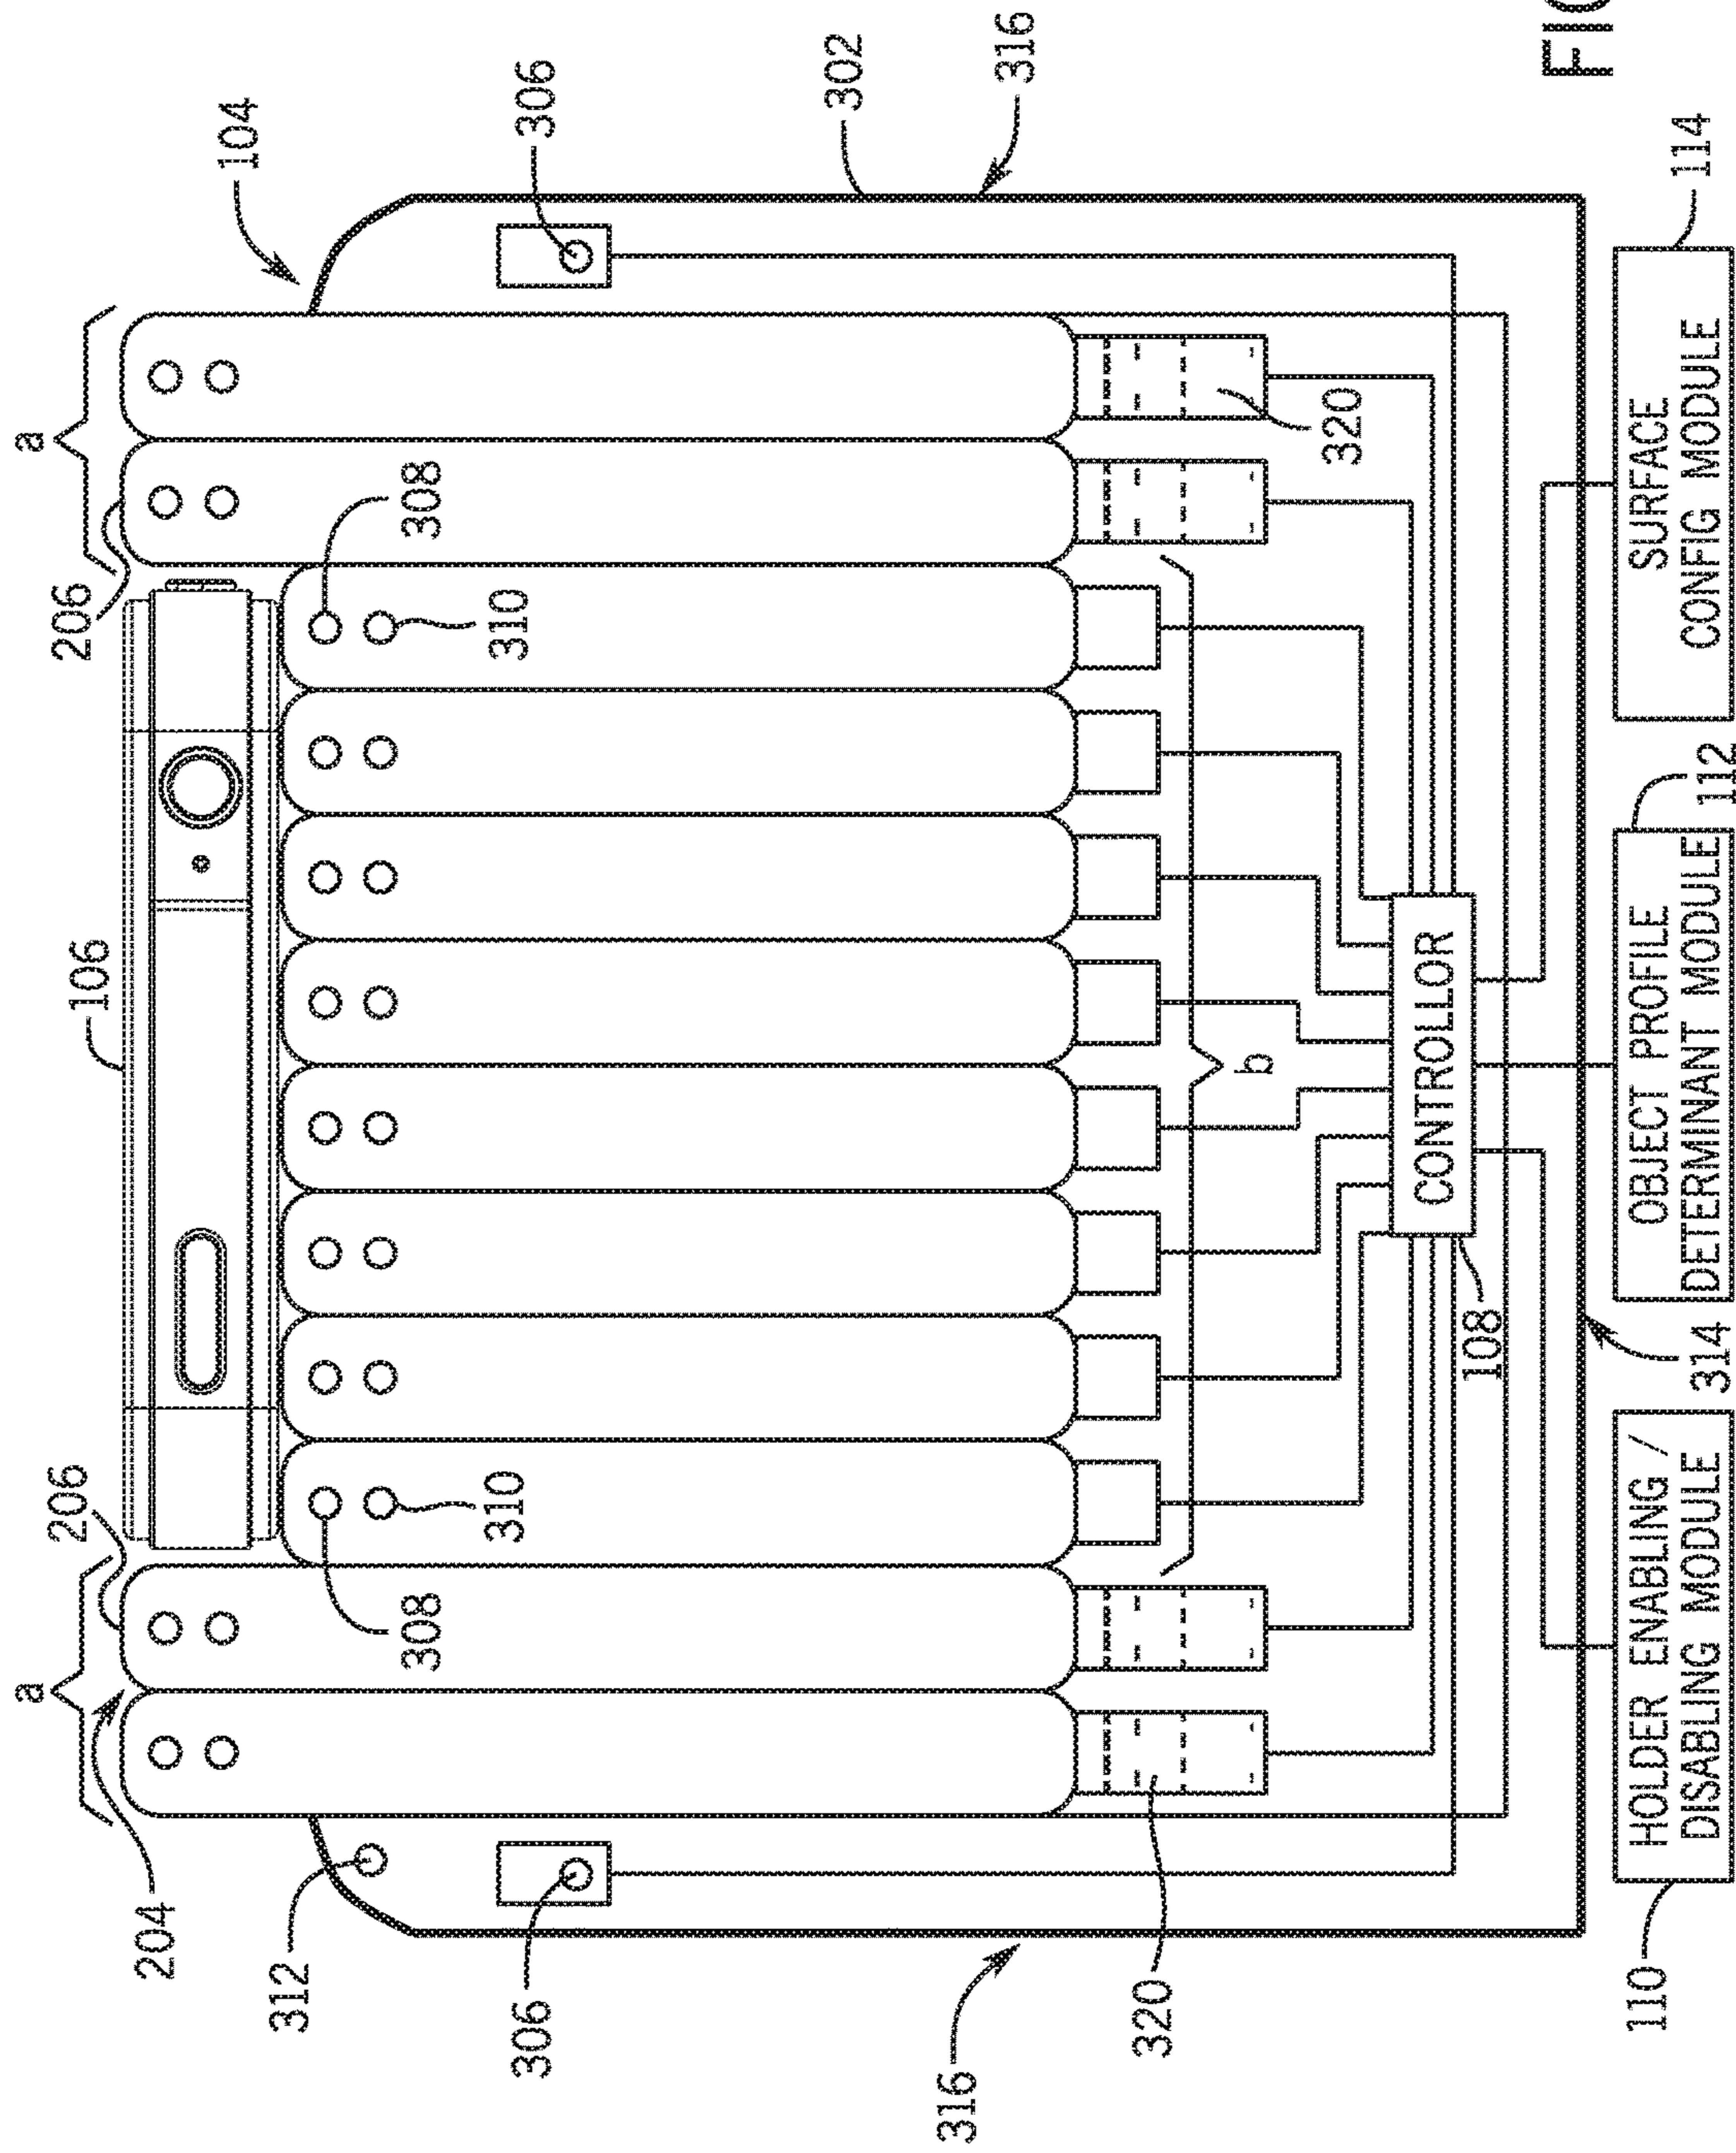 a
a
206
106
206
204
104
312
308
308
310
310
306
306
302
316
316
320
b
320
CONTROLLOR
108
FIG
110
HOLDER ENABLING /
DISABLING MODULE
314
OBJECT PROFILE
DETERMINANT MODULE
112
SURFACE
CONFIG MODULE
114